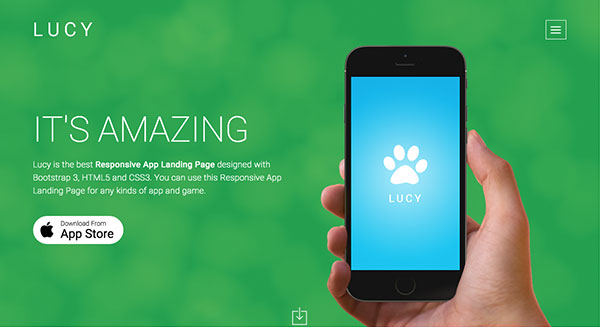 LUCY
IT'S AMAZING
Lucy is the best Responsive App Landing Page designed with
Bootstrap 3, HTML5 and CSS3. You can use this Responsive App
Landing Page for any kinds of app and game.
Download From
App Store
LUCY